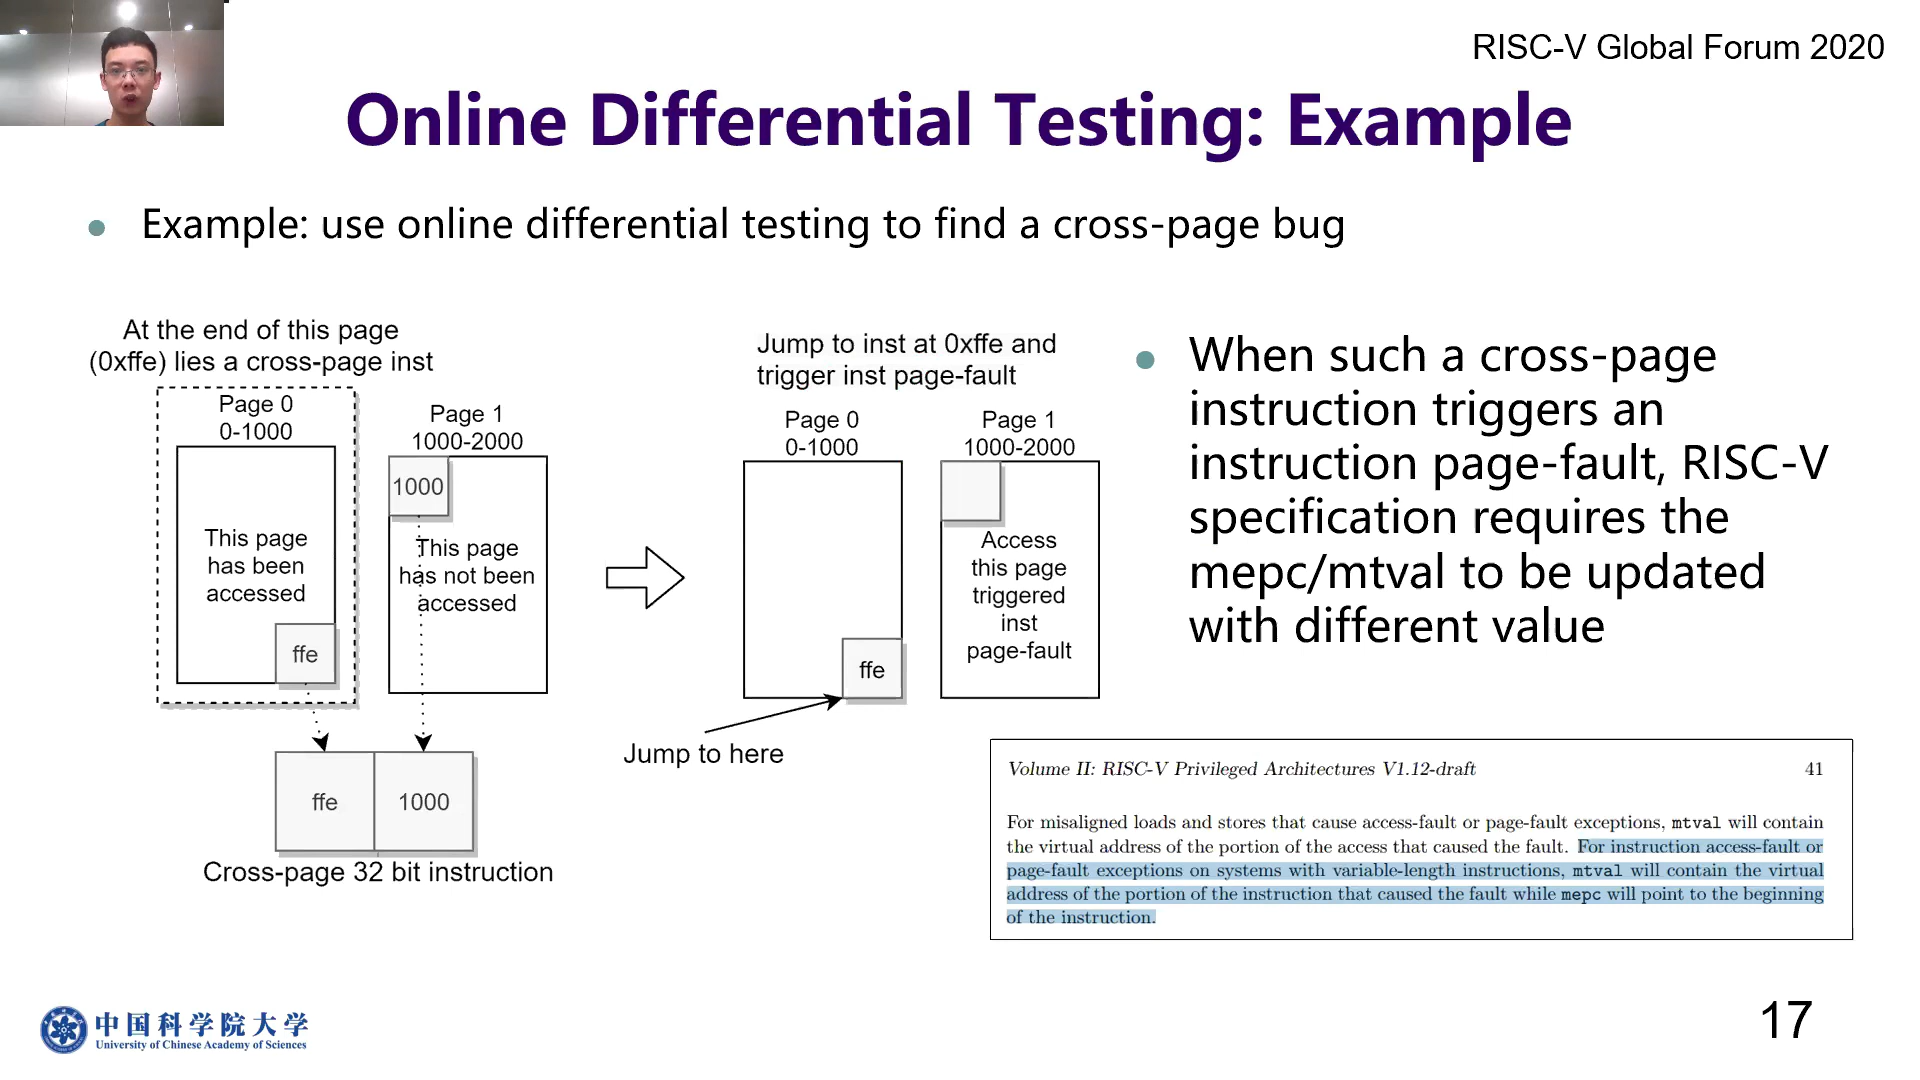 RISC-V Global Forum 2020
Online Differential Testing: Example
Example: use online differential testing to find a cross-page bug
At the end of this page
(0xffe) lies a cross-page inst
Page 0
0-1000
This page
has been
accessed
ffe
Page 1
1000-2000
1000
This page
has not been
accessed
ffe
1000
Cross-page 32 bit instruction
Jump to inst at 0xffe and
trigger inst page-fault
Page 0
0-1000
ffe
Jump to here
Page 1
1000-2000
Access
this page
triggered
inst
page-fault
When such a cross-page
instruction triggers an
instruction page-fault, RISC-V
specification requires the
mepc/mtval to be updated
with different value
Volume II: RISC-V Privileged Architectures V1.12-draft 41
For misaligned loads and stores that cause access-fault or page-fault exceptions, mtval will contain
the virtual address of the portion of the access that caused the fault. For instruction access-fault or
page-fault exceptions on systems with variable-length instructions, mtval will contain the virtual
address of the portion of the instruction that caused the fault while mepc will point to the beginning
of the instruction.
中国科学院大学
University of Chinese Academy of Sciences
17